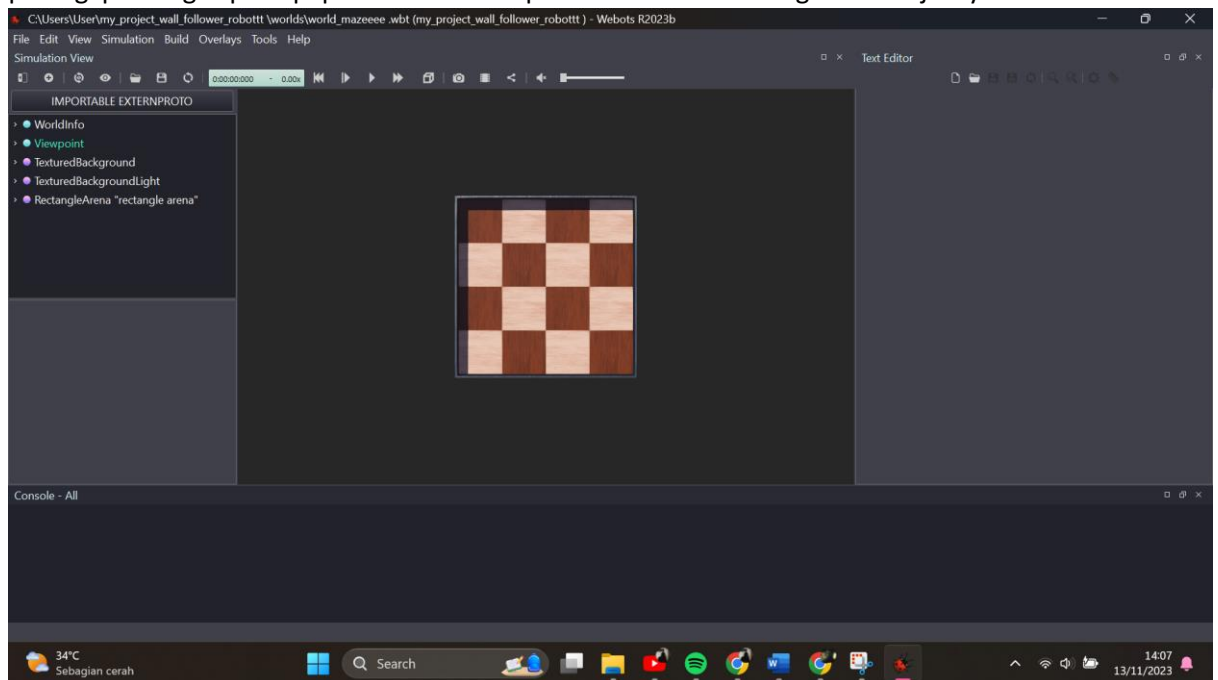 C:\Users\User\my_project_wall_follower_robottt \worlds\world_mazeeee .wbt (my_project_wall_follower_robottt ) - Webots R2023b
File Edit View Simulation Build Overlays Tools Help
Simulation View
Text Editor
0:00:00:000 - 0.00x
IMPORTABLE EXTERNPROTO
WorldInfo
Viewpoint
TexturedBackground
TexturedBackgroundLight
RectangleArena "rectangle arena"
Console - All
34°C
Sebagian cerah
Search
14:07
13/11/2023